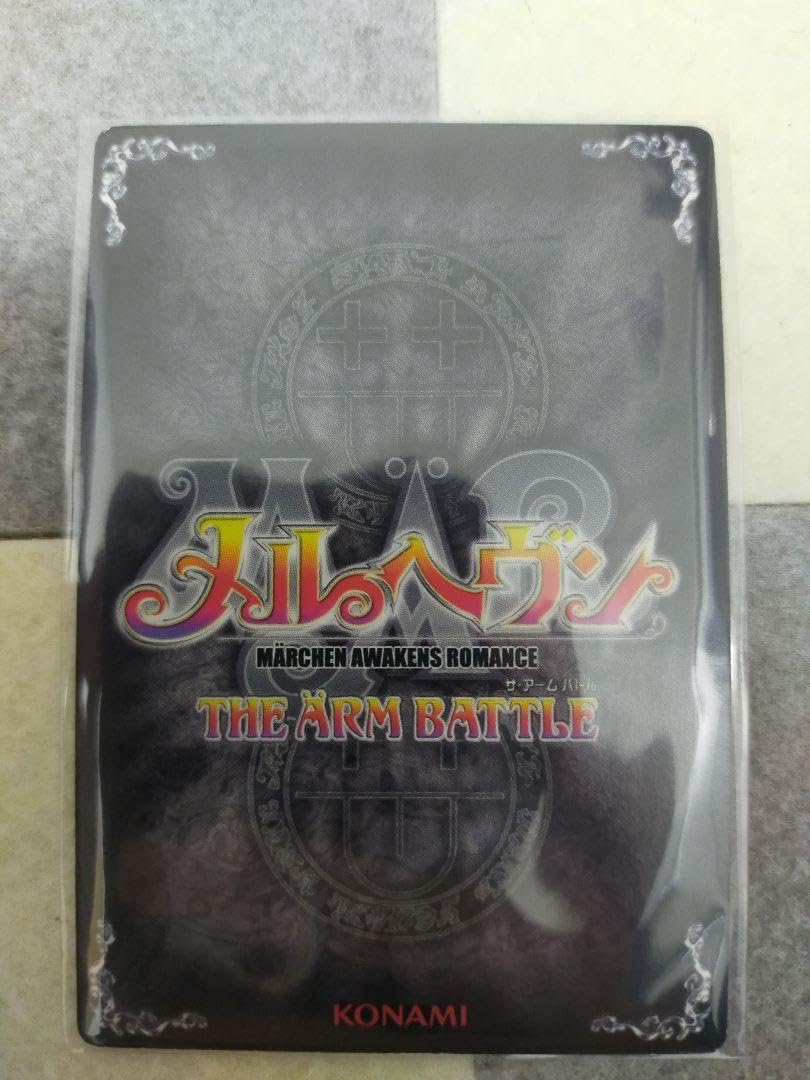 MÄR
メルヘヴン
MÄRCHEN AWAKENS ROMANCE
ザ・アーム バトル
THE ÄRM BATTLE
KONAMI